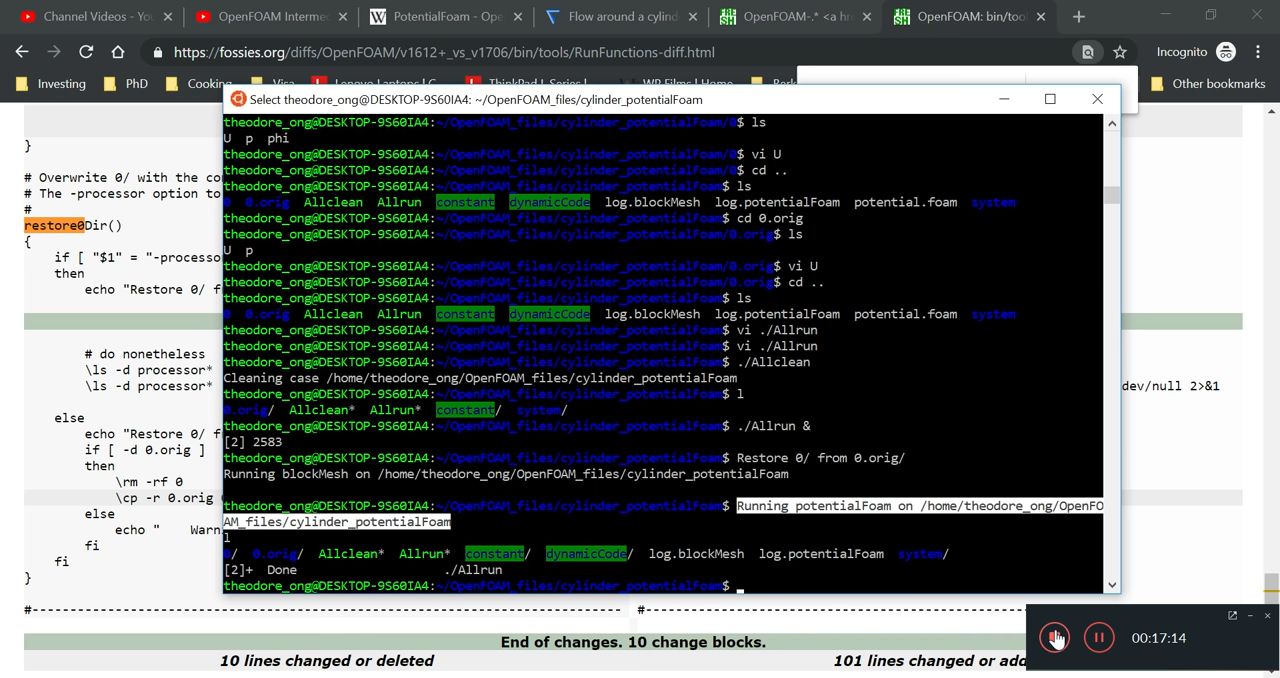 Channel Videos - You
OpenFOAM Intermed
PotentialFoam - Ope
Flow around a cylind
OpenFOAM-.* <a hr
OpenFOAM: bin/tool
https://fossies.org/diffs/OpenFOAM/v1612+_vs_v1706/bin/tools/RunFunctions-diff.html
Incognito
Investing
PhD
Cooking
Other bookmarks
Select theodore_ong@DESKTOP-9S60IA4: ~/OpenFOAM_files/cylinder_potentialFoam
}
# Overwrite 0/ with the co
# The -processor option to
#
restore0Dir()
{
if [ "$1" = "-processo
then
echo "Restore 0/ f
# do nonetheless
\ls -d processor*
\ls -d processor*
dev/null 2>&1
else
echo "Restore 0/ f
if [ -d 0.orig ]
then
\rm -rf 0
\cp -r 0.orig
else
echo " Warn
fi
fi
}
theodore_ong@DESKTOP-9S60IA4:~/OpenFOAM_files/cylinder_potentialFoam/0$ ls
U p phi
theodore_ong@DESKTOP-9S60IA4:~/OpenFOAM_files/cylinder_potentialFoam/0$ vi U
theodore_ong@DESKTOP-9S60IA4:~/OpenFOAM_files/cylinder_potentialFoam/0$ cd ..
theodore_ong@DESKTOP-9S60IA4:~/OpenFOAM_files/cylinder_potentialFoam$ ls
0 0.orig Allclean Allrun constant dynamicCode log.blockMesh log.potentialFoam potential.foam system
theodore_ong@DESKTOP-9S60IA4:~/OpenFOAM_files/cylinder_potentialFoam$ cd 0.orig
theodore_ong@DESKTOP-9S60IA4:~/OpenFOAM_files/cylinder_potentialFoam/0.orig$ ls
U p
theodore_ong@DESKTOP-9S60IA4:~/OpenFOAM_files/cylinder_potentialFoam/0.orig$ vi U
theodore_ong@DESKTOP-9S60IA4:~/OpenFOAM_files/cylinder_potentialFoam/0.orig$ cd ..
theodore_ong@DESKTOP-9S60IA4:~/OpenFOAM_files/cylinder_potentialFoam$ ls
0 0.orig Allclean Allrun constant dynamicCode log.blockMesh log.potentialFoam potential.foam system
theodore_ong@DESKTOP-9S60IA4:~/OpenFOAM_files/cylinder_potentialFoam$ vi ./Allrun
theodore_ong@DESKTOP-9S60IA4:~/OpenFOAM_files/cylinder_potentialFoam$ vi ./Allrun
theodore_ong@DESKTOP-9S60IA4:~/OpenFOAM_files/cylinder_potentialFoam$ ./Allclean
Cleaning case /home/theodore_ong/OpenFOAM_files/cylinder_potentialFoam
theodore_ong@DESKTOP-9S60IA4:~/OpenFOAM_files/cylinder_potentialFoam$ l
0.orig/ Allclean* Allrun* constant/ system/
theodore_ong@DESKTOP-9S60IA4:~/OpenFOAM_files/cylinder_potentialFoam$ ./Allrun &
[2] 2583
theodore_ong@DESKTOP-9S60IA4:~/OpenFOAM_files/cylinder_potentialFoam$ Restore 0/ from 0.orig/
Running blockMesh on /home/theodore_ong/OpenFOAM_files/cylinder_potentialFoam
theodore_ong@DESKTOP-9S60IA4:~/OpenFOAM_files/cylinder_potentialFoam$ Running potentialFoam on /home/theodore_ong/OpenFO
AM_files/cylinder_potentialFoam
l
0/ 0.orig/ Allclean* Allrun* constant/ dynamicCode/ log.blockMesh log.potentialFoam system/
[2]+ Done ./Allrun
theodore_ong@DESKTOP-9S60IA4:~/OpenFOAM_files/cylinder_potentialFoam$
End of changes. 10 change blocks.
10 lines changed or deleted
101 lines changed or add
00:17:14